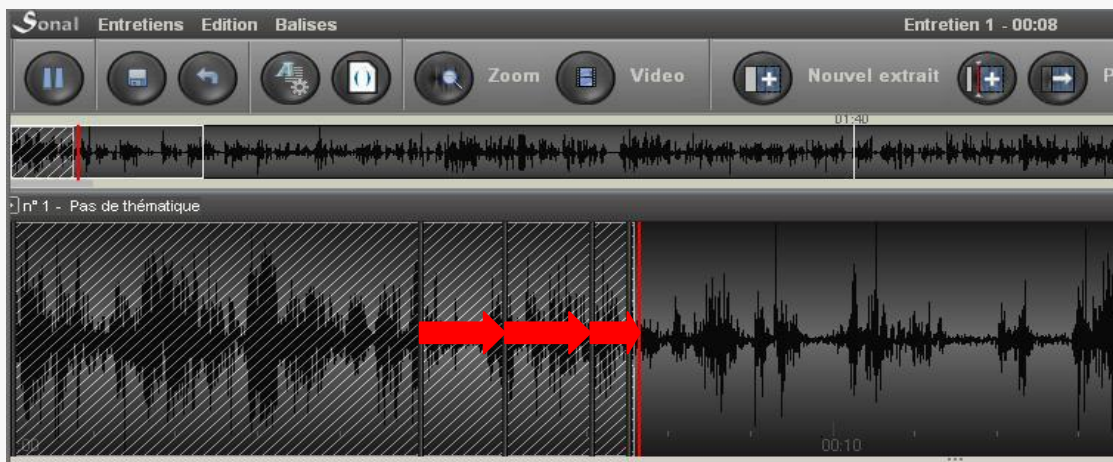 Sonal Entretiens Edition Balises Entretien 1 - 00:08
Zoom Video Nouvel extrait P
01:40
n° 1 - Pas de thématique
00 00:10